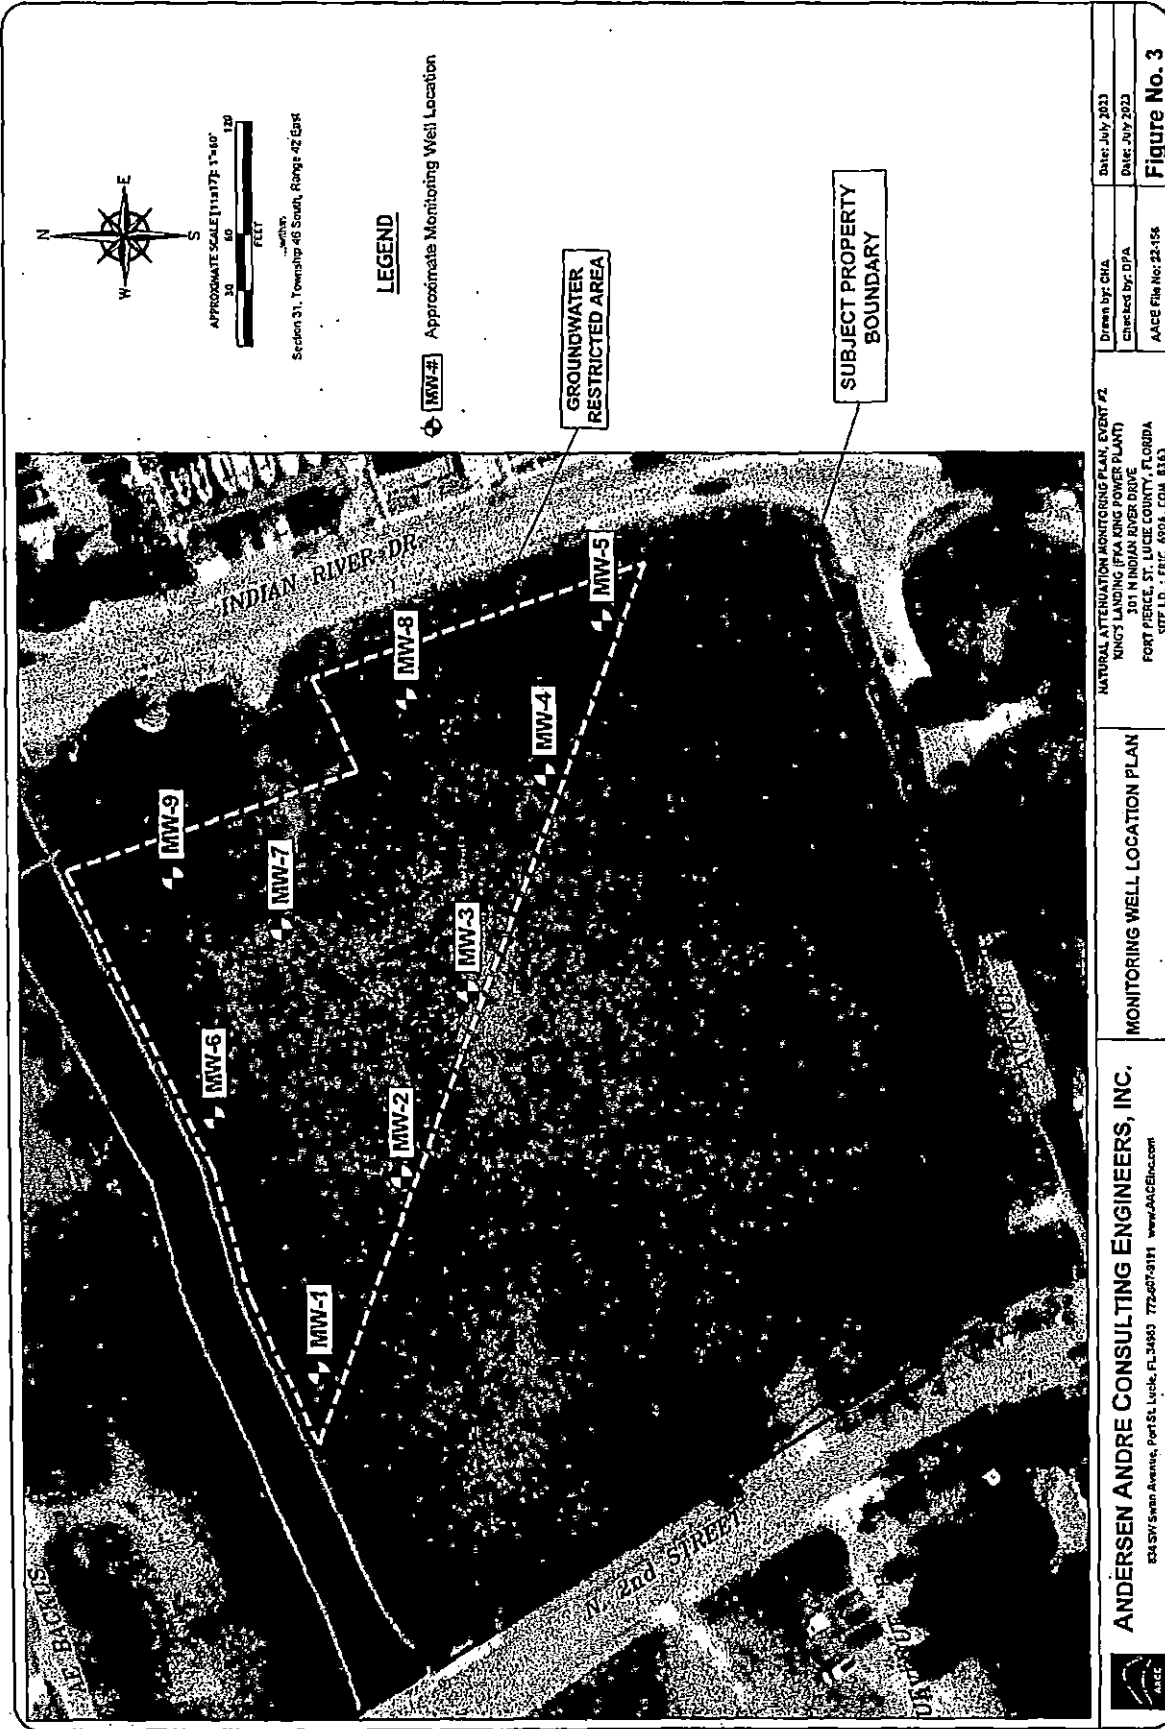 N
W
E
S
APPROXIMATE SCALE [11x17]: 1"=60'
30 60 120
FEET
...within
Section 31, Township 46 South, Range 42 East
LEGEND
MW-# Approximate Monitoring Well Location
GROUNDWATER
RESTRICTED AREA
SUBJECT PROPERTY
BOUNDARY
INDIAN RIVER DR
MW-9
MW-8
MW-7
MW-5
MW-4
MW-3
MW-6
MW-2
MW-1
N. 2nd STREET
AVENUE
AE BACKUS
ANDERSEN ANDRE CONSULTING ENGINEERS, INC.
834 SW Swan Avenue, Port St. Lucie, FL 34983 772-807-9191 www.AACEinc.com
AACE
MONITORING WELL LOCATION PLAN
NATURAL ATTENUATION MONITORING PLAN, EVENT #2
KING'S LANDING (FKA KING POWER PLANT)
301 N INDIAN RIVER DRIVE
FORT PIERCE, ST. LUCIE COUNTY, FLORIDA
Drawn by: CHA
Date: July 2023
Checked by: DPA
Date: July 2023
AACE File No: 22-156
Figure No. 3